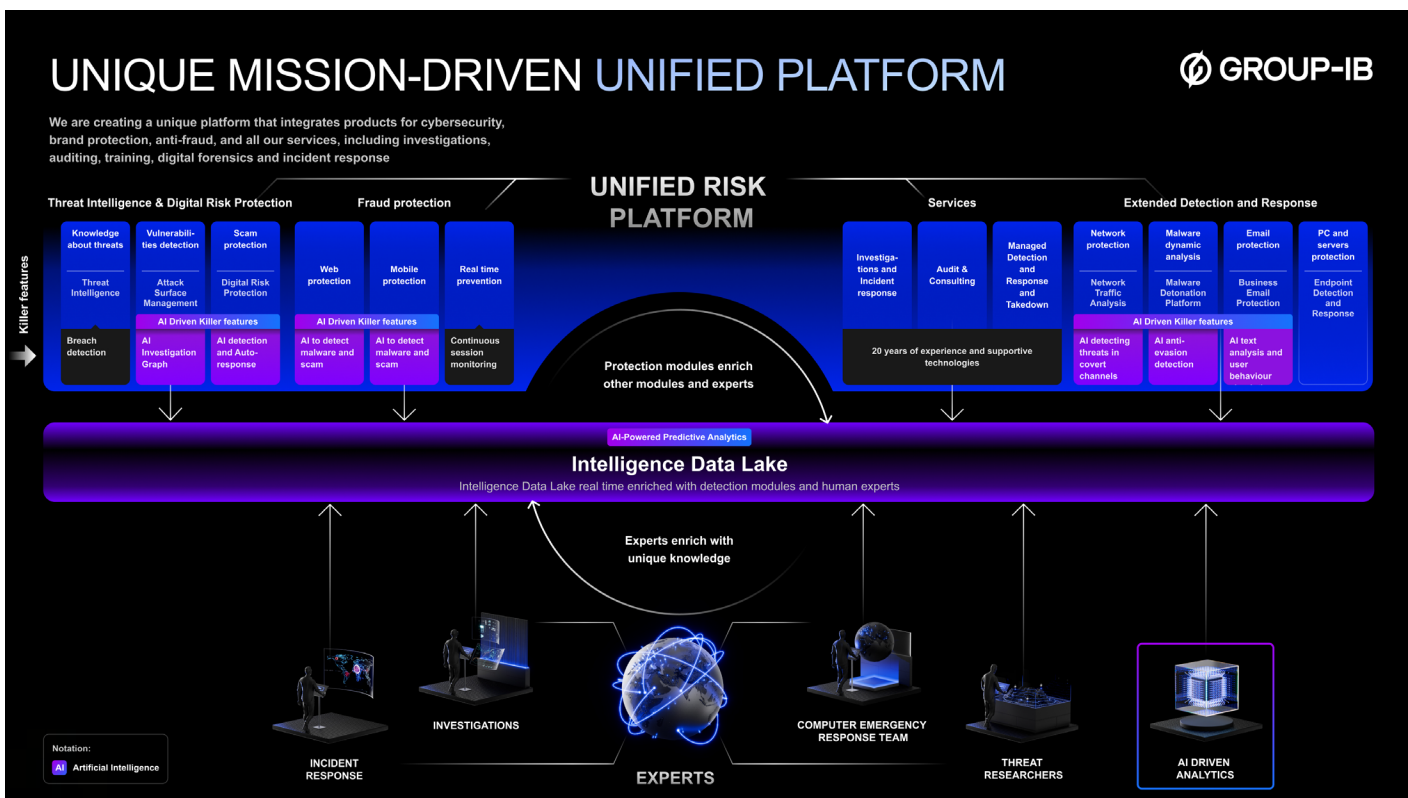 UNIQUE MISSION-DRIVEN UNIFIED PLATFORM
GROUP-IB
We are creating a unique platform that integrates products for cybersecurity,
brand protection, anti-fraud, and all our services, including investigations,
auditing, training, digital forensics and incident response
UNIFIED RISK
PLATFORM
Threat Intelligence & Digital Risk Protection
Fraud protection
Services
Extended Detection and Response
Killer features
Knowledge
about threats
Threat
Intelligence
Breach
detection
Vulnerabili-
ties detection
Attack
Surface
Management
Scam
protection
Digital Risk
Protection
AI Driven Killer features
AI
Investigation
Graph
AI detection
and Auto-
response
Web
protection
Mobile
protection
AI Driven Killer features
AI to detect
malware and
scam
AI to detect
malware and
scam
Real time
prevention
Continuous
session
monitoring
Investiga-
tions and
Incident
response
Audit &
Consulting
Managed
Detection
and
Response
and
Takedown
20 years of experience and supportive
technologies
Network
protection
Network
Traffic
Analysis
Malware
dynamic
analysis
Malware
Detonation
Platform
Email
protection
Business
Email
Protection
PC and
servers
protection
Endpoint
Detection
and
Response
AI Driven Killer features
AI detecting
threats in
covert
channels
AI anti-
evasion
detection
AI text
analysis and
user
behaviour
Protection modules enrich
other modules and experts
AI-Powered Predictive Analytics
Intelligence Data Lake
Intelligence Data Lake real time enriched with detection modules and human experts
Experts enrich with
unique knowledge
INCIDENT
RESPONSE
INVESTIGATIONS
EXPERTS
COMPUTER EMERGENCY
RESPONSE TEAM
THREAT
RESEARCHERS
AI DRIVEN
ANALYTICS
Notation:
AI Artificial Intelligence